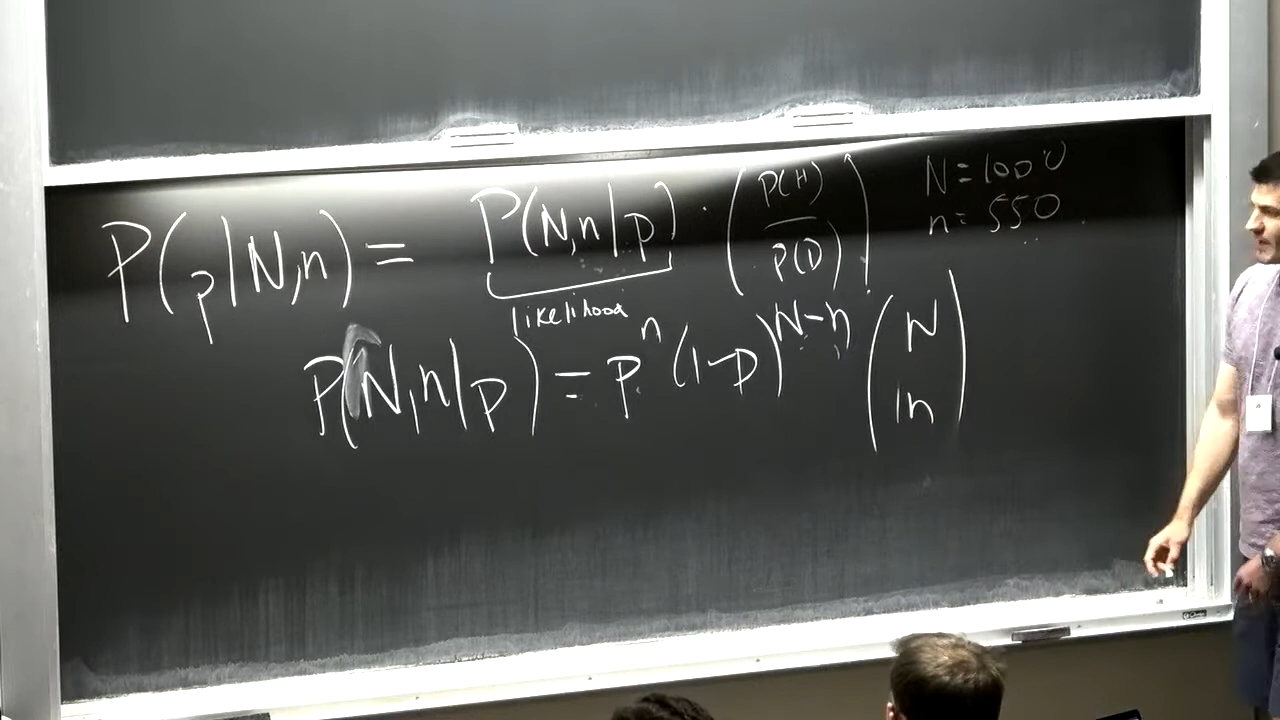 P(p|N,n) = P(N,n|p) · (P(H)/P(D))
likelihood
N=1000
n=550
P(N,n|p) = p^n (1-p)^{N-n} (N n)